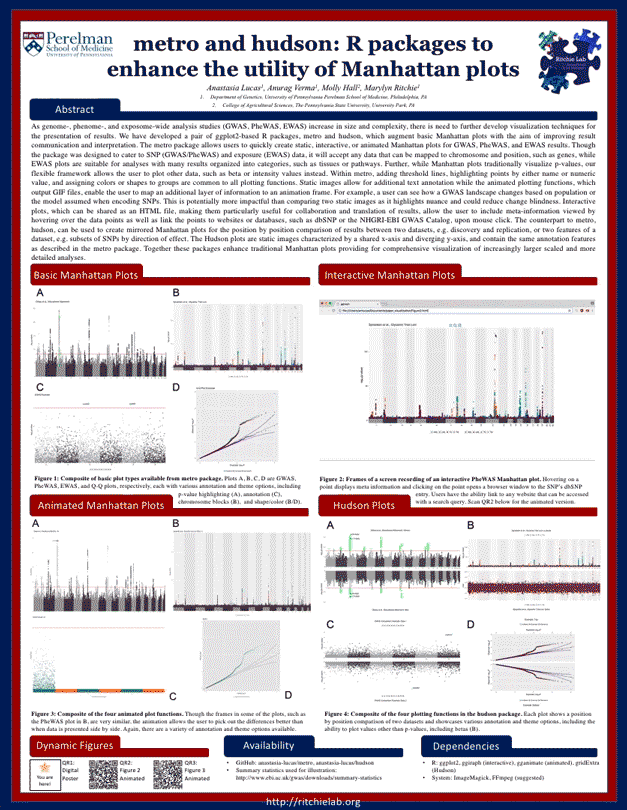 Perelman
School of Medicine
UNIVERSITY OF PENNSYLVANIA
metro and hudson: R packages to
enhance the utility of Manhattan plots
Ritchie Lab
Anastasia Lucas¹, Anurag Verma¹, Molly Hall², Marylyn Ritchie¹
1. Department of Genetics, University of Pennsylvania Perelman School of Medicine, Philadelphia, PA
2. College of Agricultural Sciences, The Pennsylvania State University, University Park, PA
Abstract
As genome-, phenome-, and exposome-wide analysis studies (GWAS, PheWAS, EWAS) increase in size and complexity, there is need to further develop visualization techniques for
the presentation of results. We have developed a pair of ggplot2-based R packages, metro and hudson, which augment basic Manhattan plots with the aim of improving result
communication and interpretation. The metro package allows users to quickly create static, interactive, or animated Manhattan plots for GWAS, PheWAS, and EWAS results. Though
the package was designed to cater to SNP (GWAS/PheWAS) and exposure (EWAS) data, it will accept any data that can be mapped to chromosome and position, such as genes, while
EWAS plots are suitable for analyses with many results organized into categories, such as tissues or pathways. Further, while Manhattan plots traditionally visualize p-values, our
flexible framework allows the user to plot other data, such as beta or intensity values instead. Within metro, adding threshold lines, highlighting points by either name or numeric
value, and assigning colors or shapes to groups are common to all plotting functions. Static images allow for additional text annotation while the animated plotting functions, which
output GIF files, enable the user to map an additional layer of information to an animation frame. For example, a user can see how a GWAS landscape changes based on population or
the model assumed when encoding SNPs. This is potentially more impactful than comparing two static images as it highlights nuance and could reduce change blindness. Interactive
plots, which can be shared as an HTML file, making them particularly useful for collaboration and translation of results, allow the user to include meta-information viewed by
hovering over the data points as well as link the points to websites or databases, such as dbSNP or the NHGRI-EBI GWAS Catalog, upon mouse click. The counterpart to metro,
hudson, can be used to create mirrored Manhattan plots for the position by position comparison of results between two datasets, e.g. discovery and replication, or two features of a
dataset, e.g. subsets of SNPs by direction of effect. The Hudson plots are static images characterized by a shared x-axis and diverging y-axis, and contain the same annotation features
as described in the metro package. Together these packages enhance traditional Manhattan plots providing for comprehensive visualization of increasingly larger scaled and more
detailed analyses.
Basic Manhattan Plots
A
B
C
D
Figure 1: Composite of basic plot types available from metro package. Plots A, B, C, D are GWAS,
PheWAS, EWAS, and Q-Q plots, respectively, each with various annotation and theme options, including
p-value highlighting (A), annotation (C),
chromosome blocks (B), and shape/color (B/D).
Interactive Manhattan Plots
Figure 2: Frames of a screen recording of an interactive PheWAS Manhattan plot. Hovering on a
point displays meta information and clicking on the point opens a browser window to the SNP's dbSNP
entry. Users have the ability link to any website that can be accessed
with a search query. Scan QR2 below for the animated version.
Animated Manhattan Plots
A
B
C
D
Figure 3: Composite of the four animated plot functions. Though the frames in some of the plots, such as
the PheWAS plot in B, are very similar, the animation allows the user to pick out the differences better than
when data is presented side by side. Again, there are a variety of annotation and theme options available.
Hudson Plots
A
B
C
D
Figure 4: Composite of the four plotting functions in the hudson package. Each plot shows a position
by position comparison of two datasets and showcases various annotation and theme options, including the
ability to plot values other than p-values, including betas (B).
Dynamic Figures
You are
here!
QR1:
Digital
Poster
QR2:
Figure 2
Animated
QR3:
Figure 3
Animated
Availability
• GitHub: anastasia-lucas/metro, anastasia-lucas/hudson
• Summary statistics used for illustration:
http://www.ebi.ac.uk/gwas/downloads/summary-statistics
Dependencies
• R: ggplot2, ggiraph (interactive), gganimate (animated), gridExtra
(Hudson)
• System: ImageMagick, FFmpeg (suggested)
http://ritchielab.org